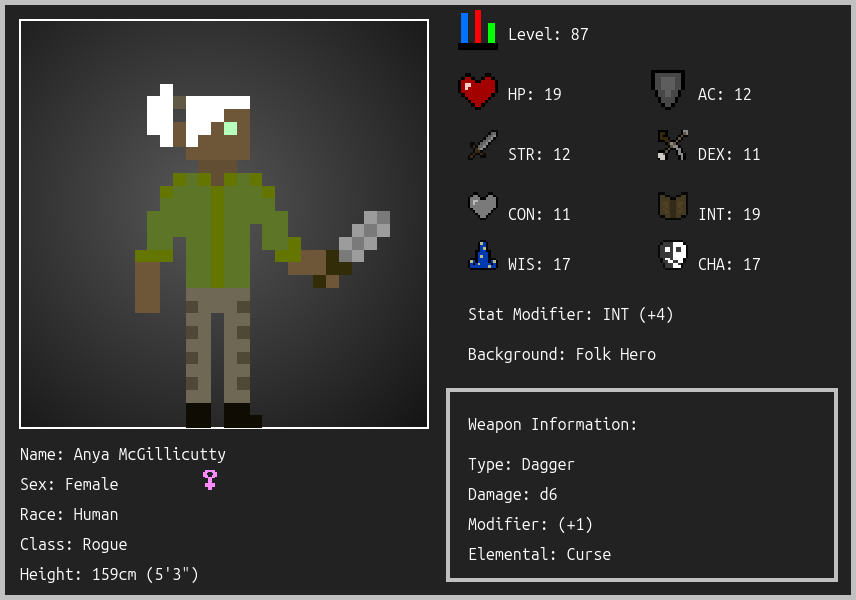 Level: 87
HP: 19
AC: 12
STR: 12
DEX: 11
CON: 11
INT: 19
WIS: 17
CHA: 17
Stat Modifier: INT (+4)
Background: Folk Hero
Weapon Information:
Type: Dagger
Damage: d6
Modifier: (+1)
Elemental: Curse
Name: Anya McGillicutty
Sex: Female
Race: Human
Class: Rogue
Height: 159cm (5'3")